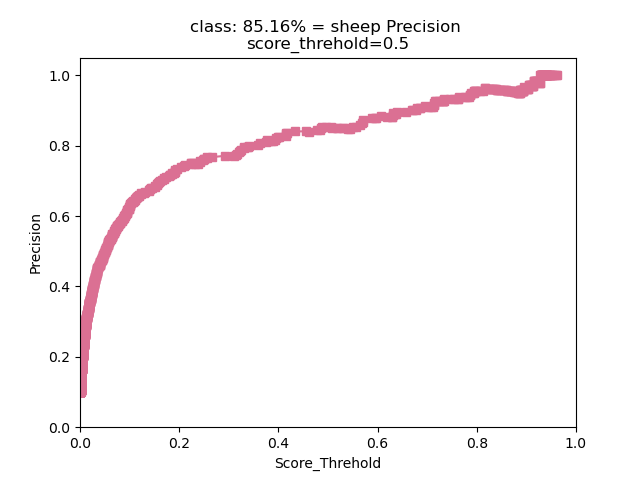 class: 85.16% = sheep Precision
score_threhold=0.5
1.0
0.8
0.6
0.4
0.2
0.0
Precision
0.0 0.2 0.4 0.6 0.8 1.0
Score_Threhold